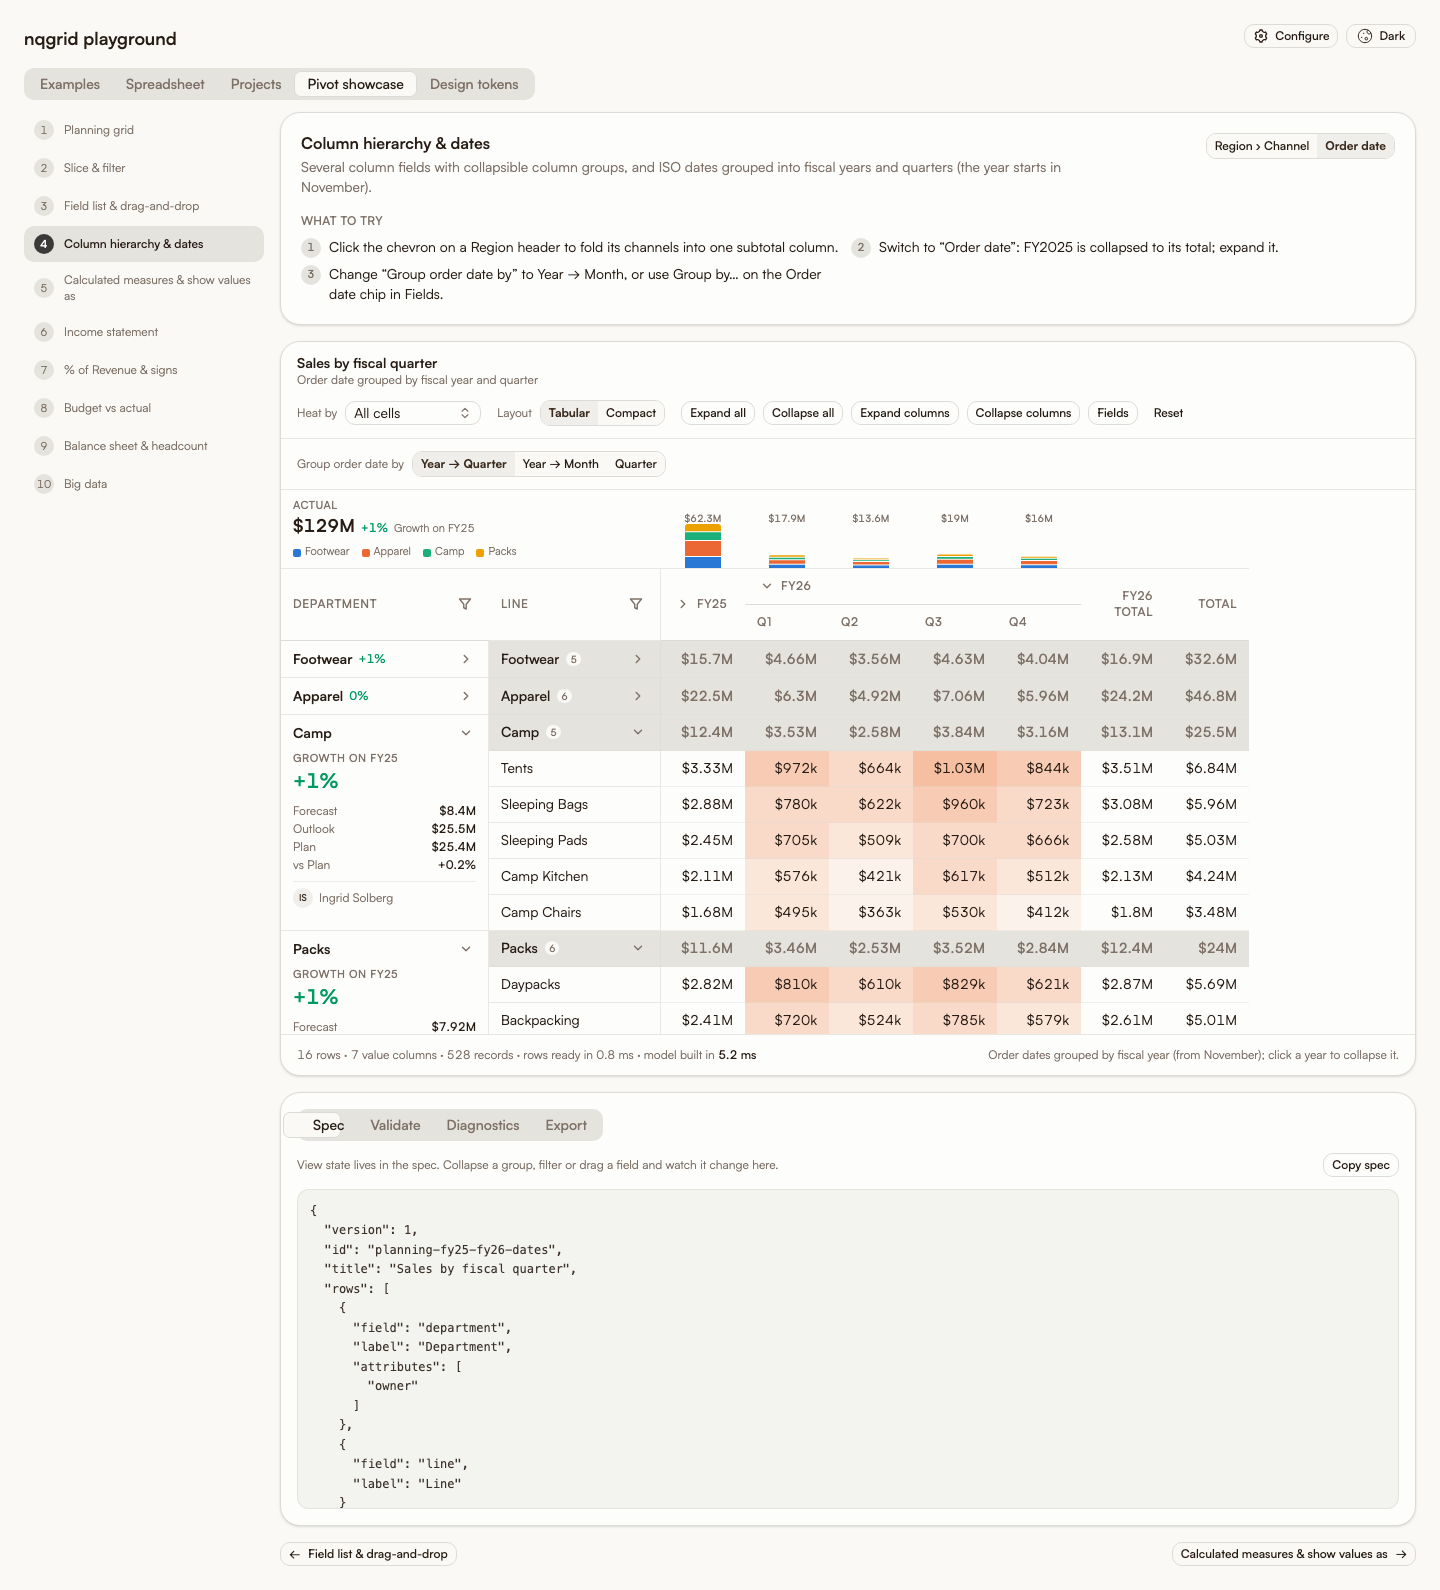 nqgrid playground
Configure
Dark
Examples
Spreadsheet
Projects
Pivot showcase
Design tokens
1 Planning grid
2 Slice & filter
3 Field list & drag-and-drop
4 Column hierarchy & dates
5 Calculated measures & show values as
6 Income statement
7 % of Revenue & signs
8 Budget vs actual
9 Balance sheet & headcount
10 Big data
Column hierarchy & dates
Region › Channel
Order date
Several column fields with collapsible column groups, and ISO dates grouped into fiscal years and quarters (the year starts in
November).
WHAT TO TRY
1 Click the chevron on a Region header to fold its channels into one subtotal column.
2 Switch to “Order date”: FY2025 is collapsed to its total; expand it.
3 Change “Group order date by” to Year → Month, or use Group by… on the Order
date chip in Fields.
Sales by fiscal quarter
Order date grouped by fiscal year and quarter
Heat by All cells Layout Tabular Compact Expand all Collapse all Expand columns Collapse columns Fields Reset
Group order date by Year → Quarter Year → Month Quarter
ACTUAL
$129M +1% Growth on FY25
Footwear Apparel Camp Packs
$62.3M $17.9M $13.6M $19M $16M
DEPARTMENT LINE FY25 FY26 FY26 TOTAL TOTAL
Q1 Q2 Q3 Q4
Footwear +1% Footwear 5 $15.7M $4.66M $3.56M $4.63M $4.04M $16.9M $32.6M
Apparel 0% Apparel 6 $22.5M $6.3M $4.92M $7.06M $5.96M $24.2M $46.8M
Camp Camp 5 $12.4M $3.53M $2.58M $3.84M $3.16M $13.1M $25.5M
GROWTH ON FY25
+1%
Forecast $8.4M
Outlook $25.5M
Plan $25.4M
vs Plan +0.2%
IS Ingrid Solberg
Tents $3.33M $972k $664k $1.03M $844k $3.51M $6.84M
Sleeping Bags $2.88M $780k $622k $960k $723k $3.08M $5.96M
Sleeping Pads $2.45M $705k $509k $700k $666k $2.58M $5.03M
Camp Kitchen $2.11M $576k $421k $617k $512k $2.13M $4.24M
Camp Chairs $1.68M $495k $363k $530k $412k $1.8M $3.48M
Packs Packs 6 $11.6M $3.46M $2.53M $3.52M $2.84M $12.4M $24M
GROWTH ON FY25
+1%
Forecast $7.92M
Daypacks $2.82M $810k $610k $829k $621k $2.87M $5.69M
Backpacking $2.41M $720k $524k $785k $579k $2.61M $5.01M
16 rows · 7 value columns · 528 records · rows ready in 0.8 ms · model built in 5.2 ms
Order dates grouped by fiscal year (from November); click a year to collapse it.
Spec
Validate
Diagnostics
Export
View state lives in the spec. Collapse a group, filter or drag a field and watch it change here.
Copy spec
{
"version": 1,
"id": "planning-fy25-fy26-dates",
"title": "Sales by fiscal quarter",
"rows": [
{
"field": "department",
"label": "Department",
"attributes": [
"owner"
]
},
{
"field": "line",
"label": "Line"
}
← Field list & drag-and-drop
Calculated measures & show values as →